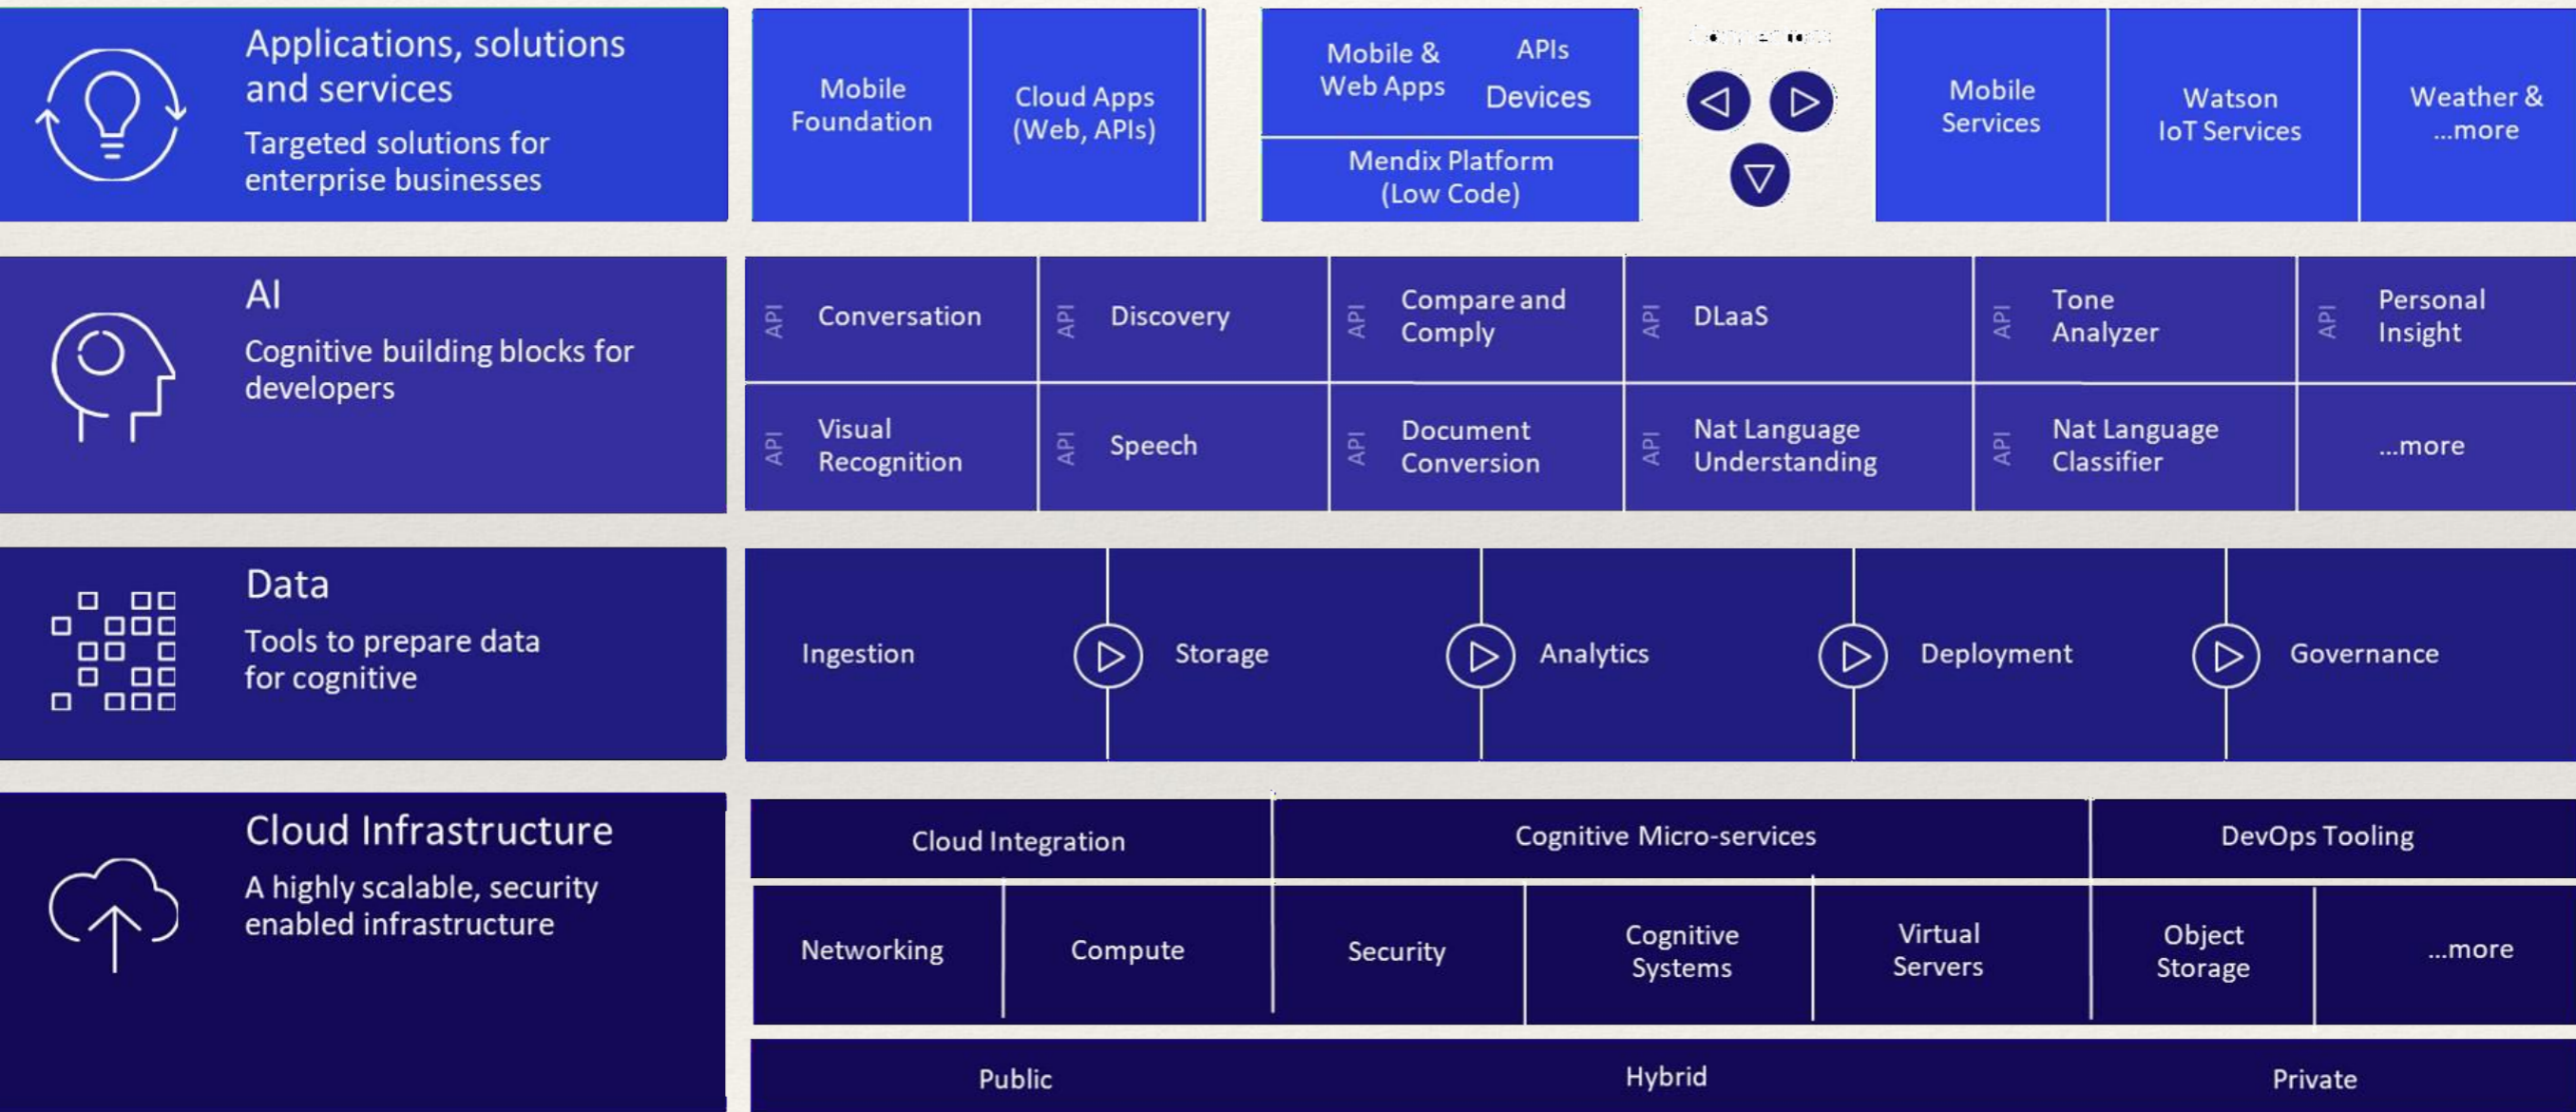 Applications, solutions
and services
Targeted solutions for
enterprise businesses
Mobile
Foundation
Cloud Apps
(Web, APIs)
Mobile &
Web Apps
APIs
Devices
Mendix Platform
(Low Code)
Mobile
Services
Watson
IoT Services
Weather &
...more
AI
Cognitive building blocks for
developers
API
Conversation
API
Discovery
API
Compare and
Comply
API
DLaaS
API
Tone
Analyzer
API
Personal
Insight
API
Visual
Recognition
API
Speech
API
Document
Conversion
API
Nat Language
Understanding
API
Nat Language
Classifier
...more
Data
Tools to prepare data
for cognitive
Ingestion
Storage
Analytics
Deployment
Governance
Cloud Infrastructure
A highly scalable, security
enabled infrastructure
Cloud Integration
Cognitive Micro-services
DevOps Tooling
Networking
Compute
Security
Cognitive
Systems
Virtual
Servers
Object
Storage
...more
Public
Hybrid
Private